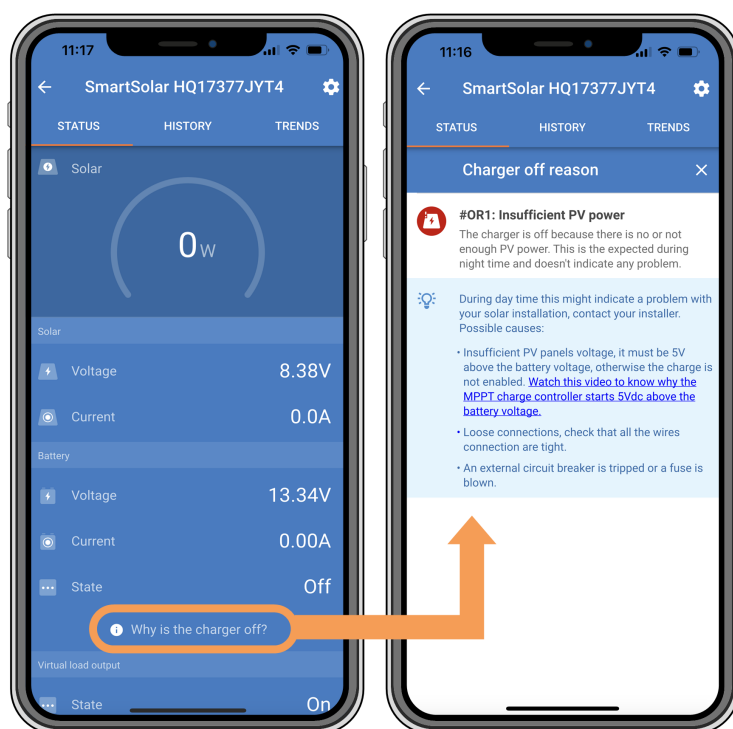 11:17
SmartSolar HQ17377JYT4
STATUS HISTORY TRENDS
Solar
0W
Solar
Voltage 8.38V
Current 0.0A
Battery
Voltage 13.34V
Current 0.00A
State Off
Why is the charger off?
Virtual load output
State On
11:16
SmartSolar HQ17377JYT4
STATUS HISTORY TRENDS
Charger off reason
#OR1: Insufficient PV power
The charger is off because there is no or not
enough PV power. This is the expected during
night time and doesn't indicate any problem.
During day time this might indicate a problem with
your solar installation, contact your installer.
Possible causes:
• Insufficient PV panels voltage, it must be 5V
above the battery voltage, otherwise the charge is
not enabled. Watch this video to know why the
MPPT charge controller starts 5Vdc above the
battery voltage.
• Loose connections, check that all the wires
connection are tight.
• An external circuit breaker is tripped or a fuse is
blown.